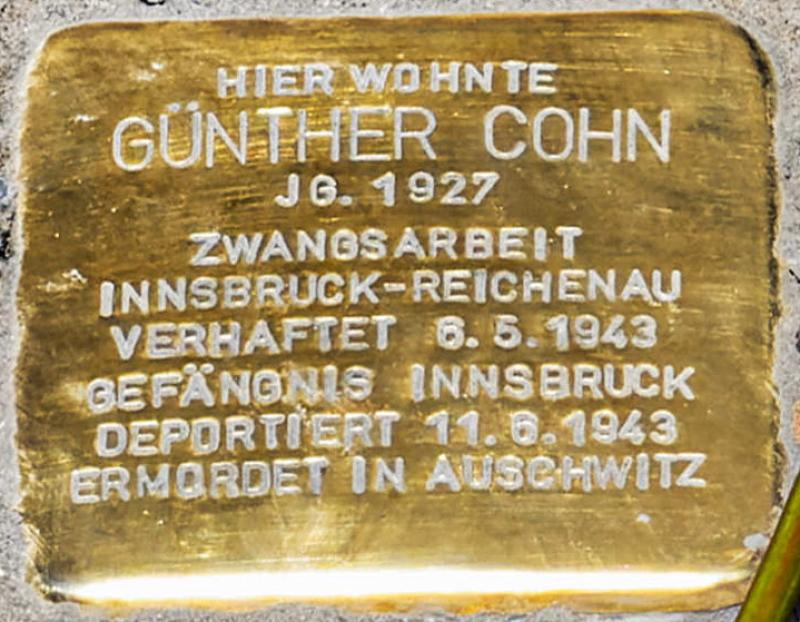 HIER WOHNTE
GÜNTHER COHN
JG. 1927
ZWANGSARBEIT
INNSBRUCK-REICHENAU
VERHAFTET 6.5.1943
GEFÄNGNIS INNSBRUCK
DEPORTIERT 11.6.1943
ERMORDET IN AUSCHWITZ